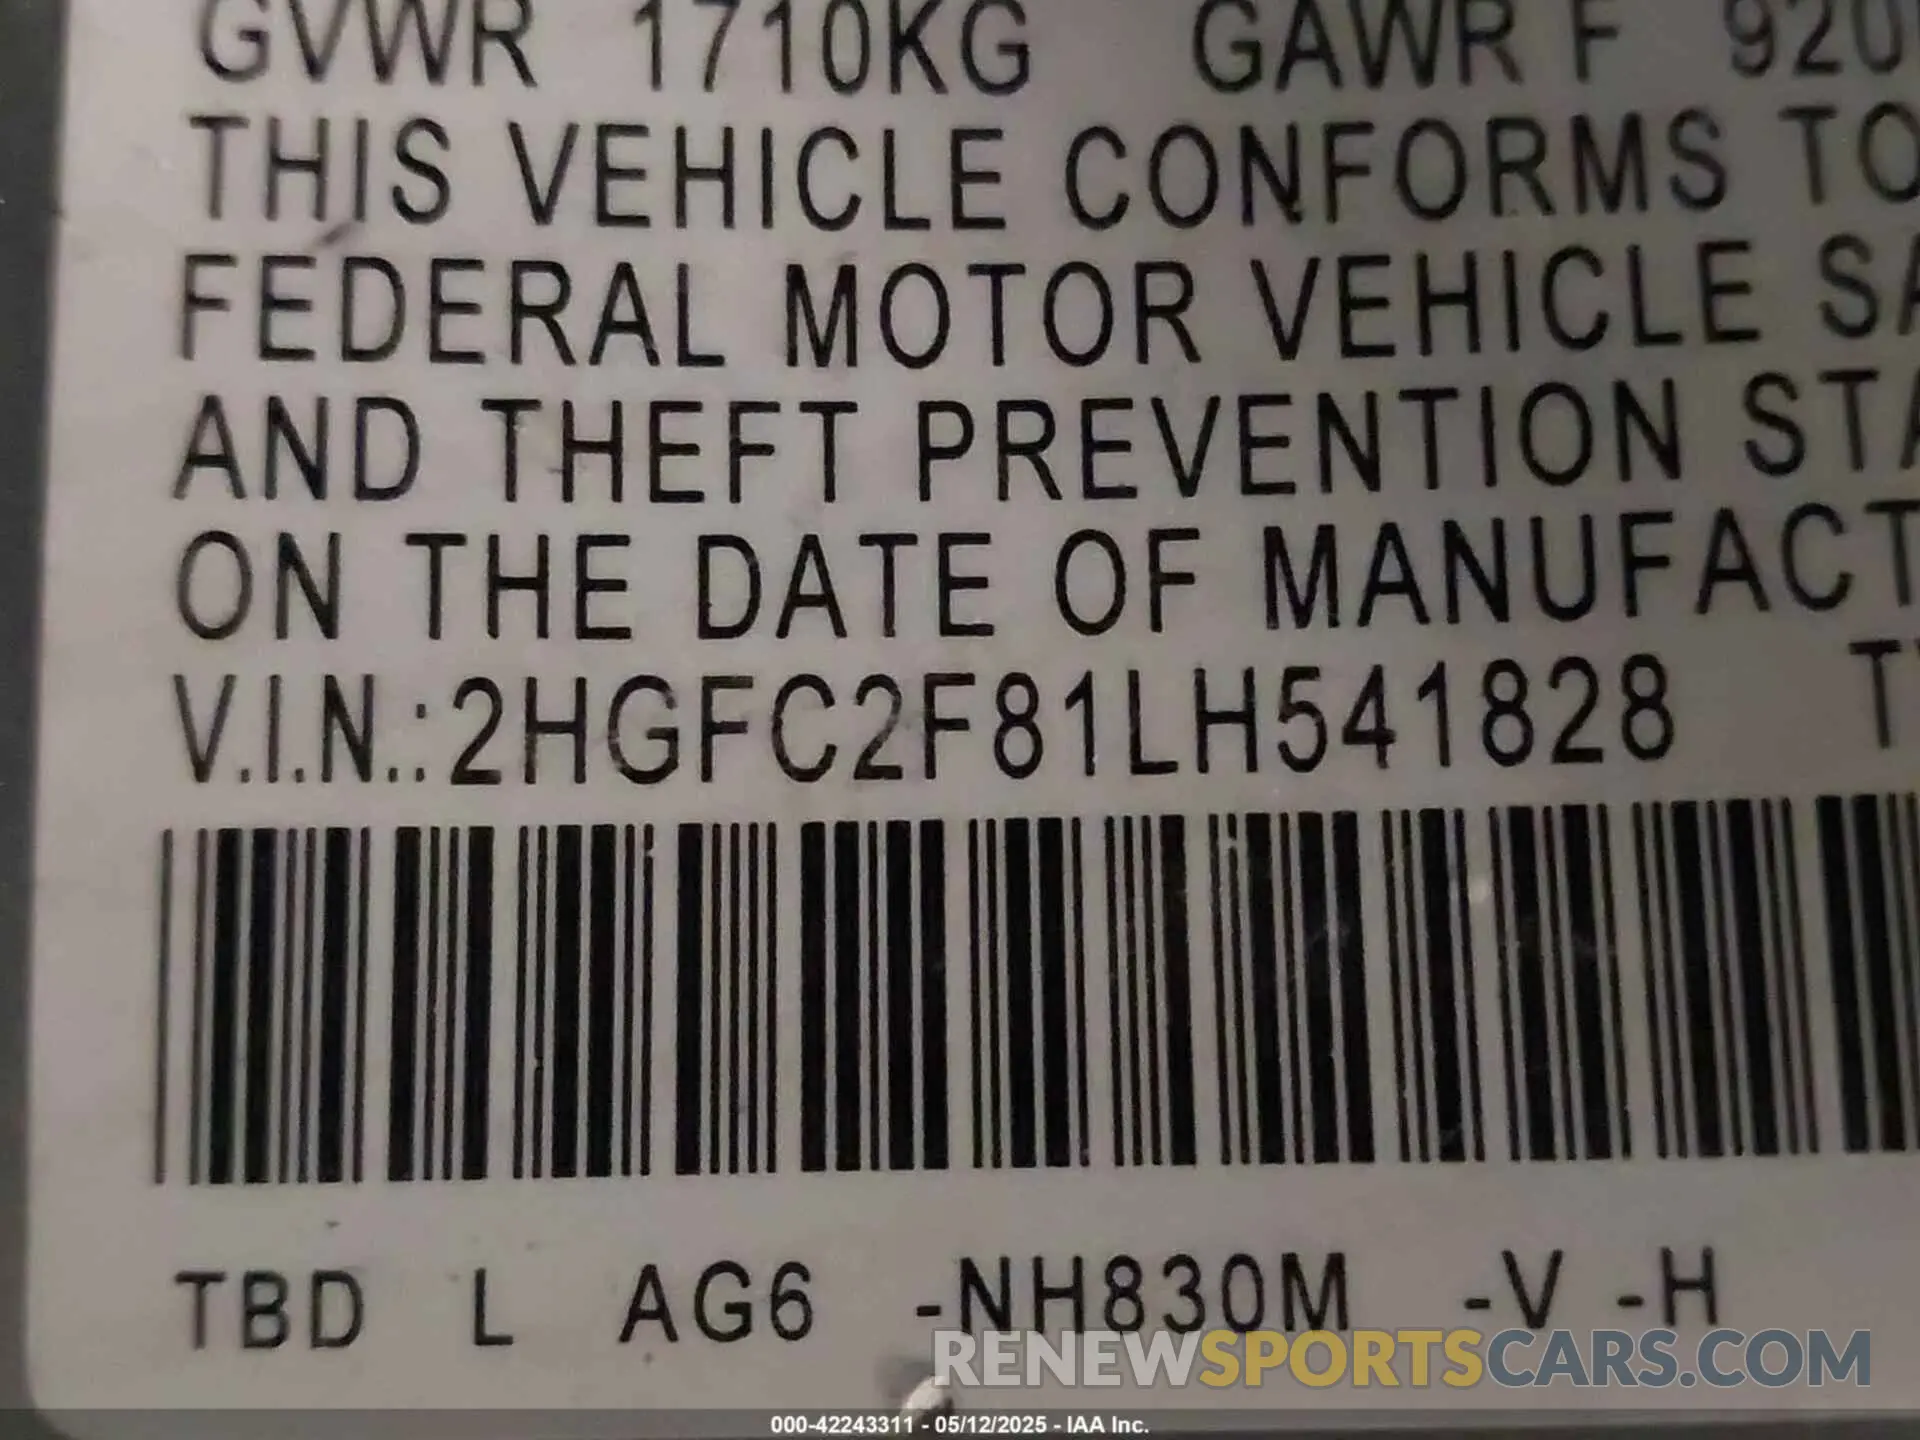 GVWR 1710KG GAWR F 920
THIS VEHICLE CONFORMS TO
FEDERAL MOTOR VEHICLE SA
AND THEFT PREVENTION STA
ON THE DATE OF MANUFACT
V.I.N.:2HGFC2F81LH541828 TY
TBD L AG6 -NH830M -V -H
RENEWSPORTSCARS.COM
000-42243311 - 05/12/2025 - IAA Inc.